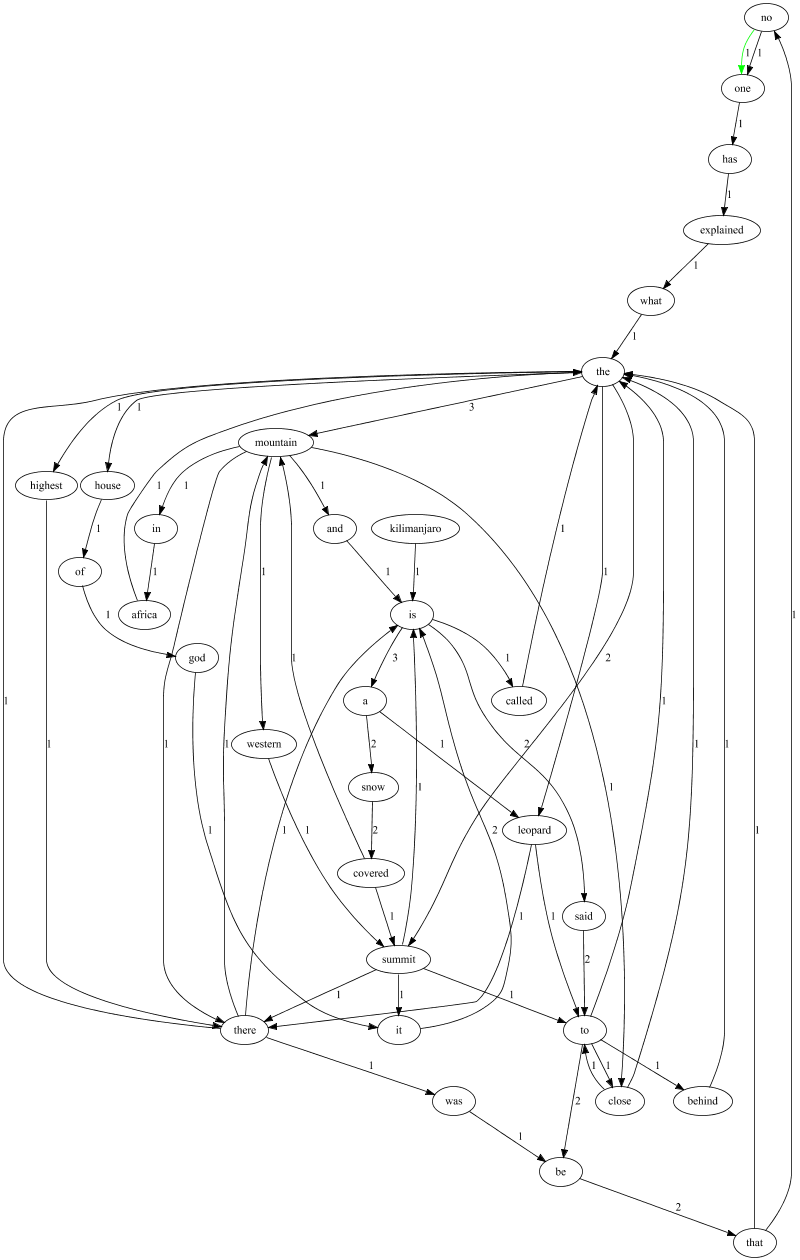 no
1 1
one
1
has
1
explained
1
what
1
the
1 1 3
mountain
highest house
1 1 1
in and kilimanjaro
1 1
of
1 1 1
africa is
1
god
1 3 1 2
1
a called
1 1 1 2 1 2
western
snow
1
1 2
leopard
1 1 2
covered
1 1
said
1 1
2
summit
1 1 1
there it to
1 1 1 1
was close behind
2
1
be
2
that
1
1
1
1
1